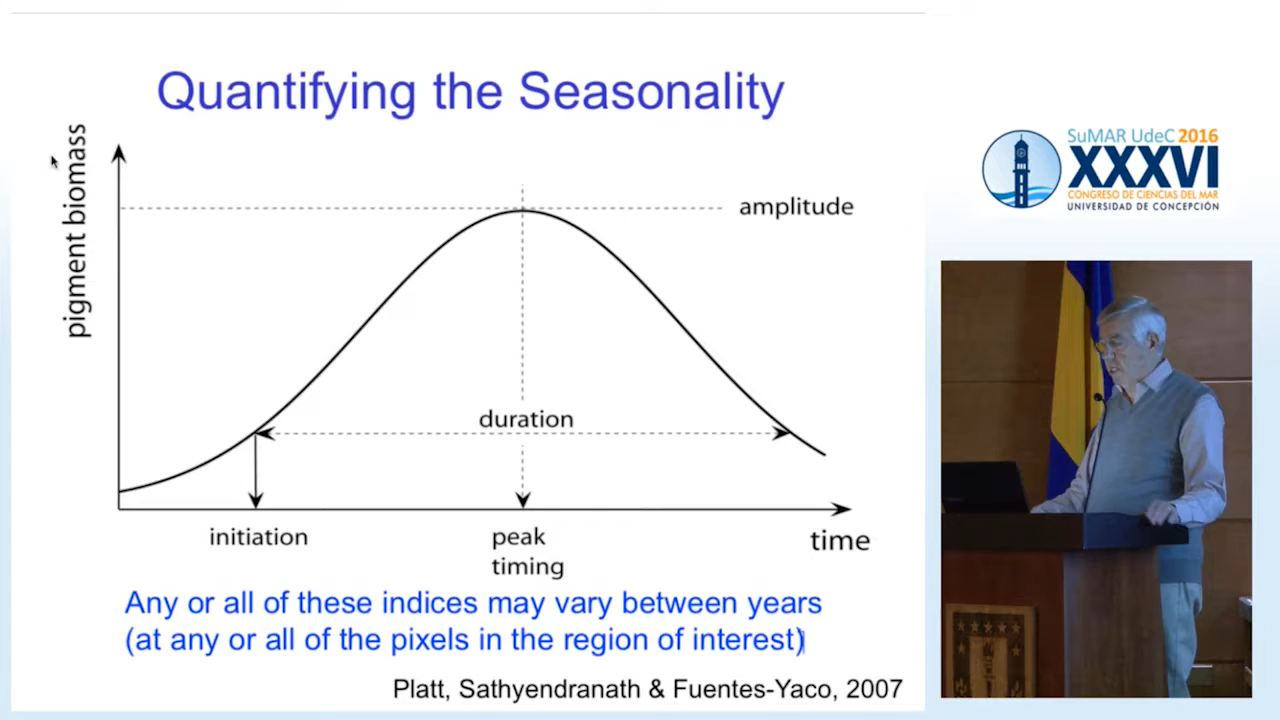 Quantifying the Seasonality
pigment biomass
amplitude
duration
initiation
peak
timing
time
Any or all of these indices may vary between years
(at any or all of the pixels in the region of interest)
Platt, Sathyendranath & Fuentes-Yaco, 2007
SuMAR UdeC 2016
XXXVI
CONGRESO DE CIENCIAS DEL MAR
UNIVERSIDAD DE CONCEPCIÓN